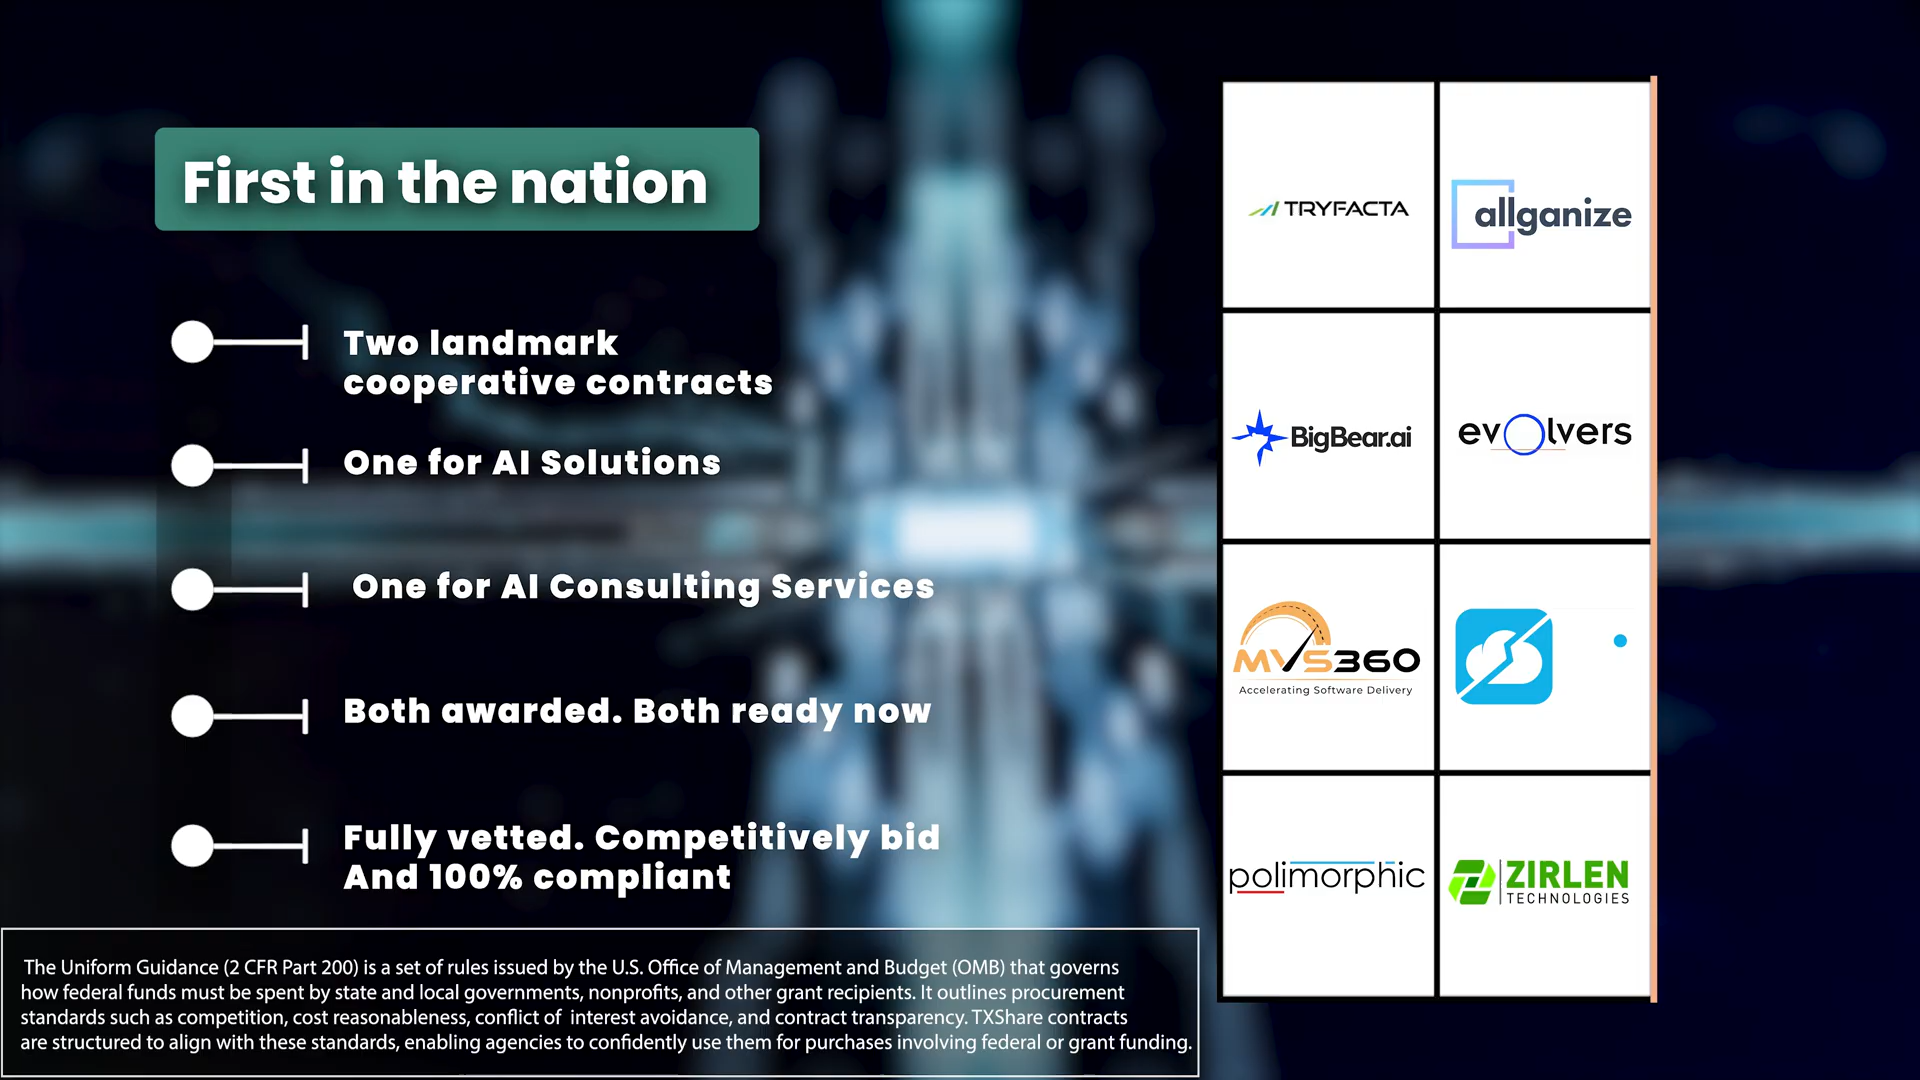 First in the nation
Two landmark
cooperative contracts
One for AI Solutions
One for AI Consulting Services
Both awarded. Both ready now
Fully vetted. Competitively bid
And 100% compliant
The Uniform Guidance (2 CFR Part 200) is a set of rules issued by the U.S. Office of Management and Budget (OMB) that governs
how federal funds must be spent by state and local governments, nonprofits, and other grant recipients. It outlines procurement
standards such as competition, cost reasonableness, conflict of interest avoidance, and contract transparency. TXShare contracts
are structured to align with these standards, enabling agencies to confidently use them for purchases involving federal or grant funding.
TRYFACTA
allganize
BigBear.ai
evolvers
MVS360
Accelerating Software Delivery
polimorphic
ZIRLEN
TECHNOLOGIES